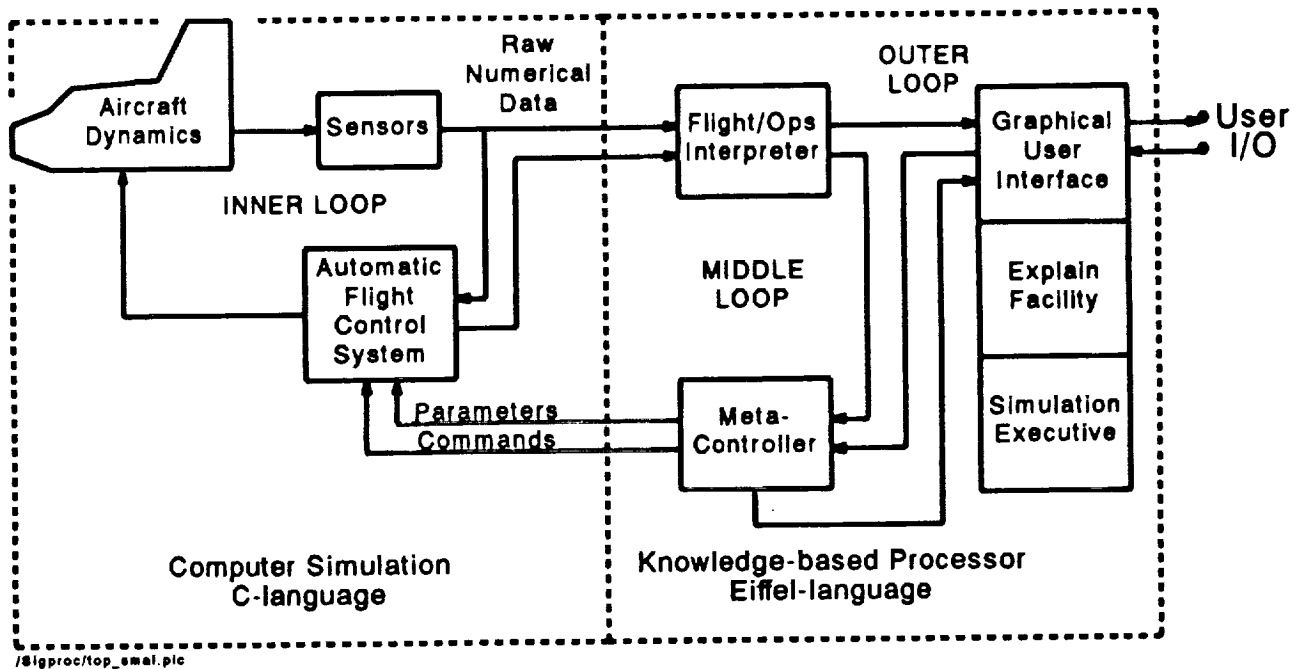 Raw
Numerical
Data
OUTER
LOOP
Aircraft
Dynamics
Sensors
Flight/Ops
Interpreter
Graphical
User
Interface
User
I/O
INNER LOOP
Automatic
Flight
Control
System
MIDDLE
LOOP
Explain
Facility
Parameters
Commands
Meta-
Controller
Simulation
Executive
Computer Simulation
C-language
Knowledge-based Processor
Eiffel-language
/Sigproc/top_smal.pic